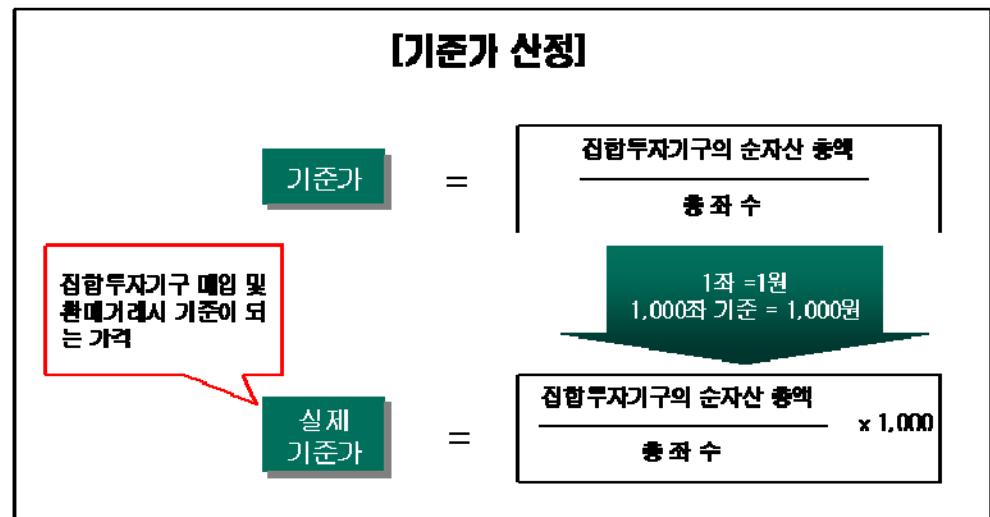 [기준가 산정]
기준가
=
집합투자기구의 순자산 총액
총 좌 수
집합투자기구 매입 및
환매거래시 기준이 되
는 가격
1좌 =1원
1,000좌 기준 = 1,000원
실제
기준가
=
집합투자기구의 순자산 총액
총 좌 수
x 1,000